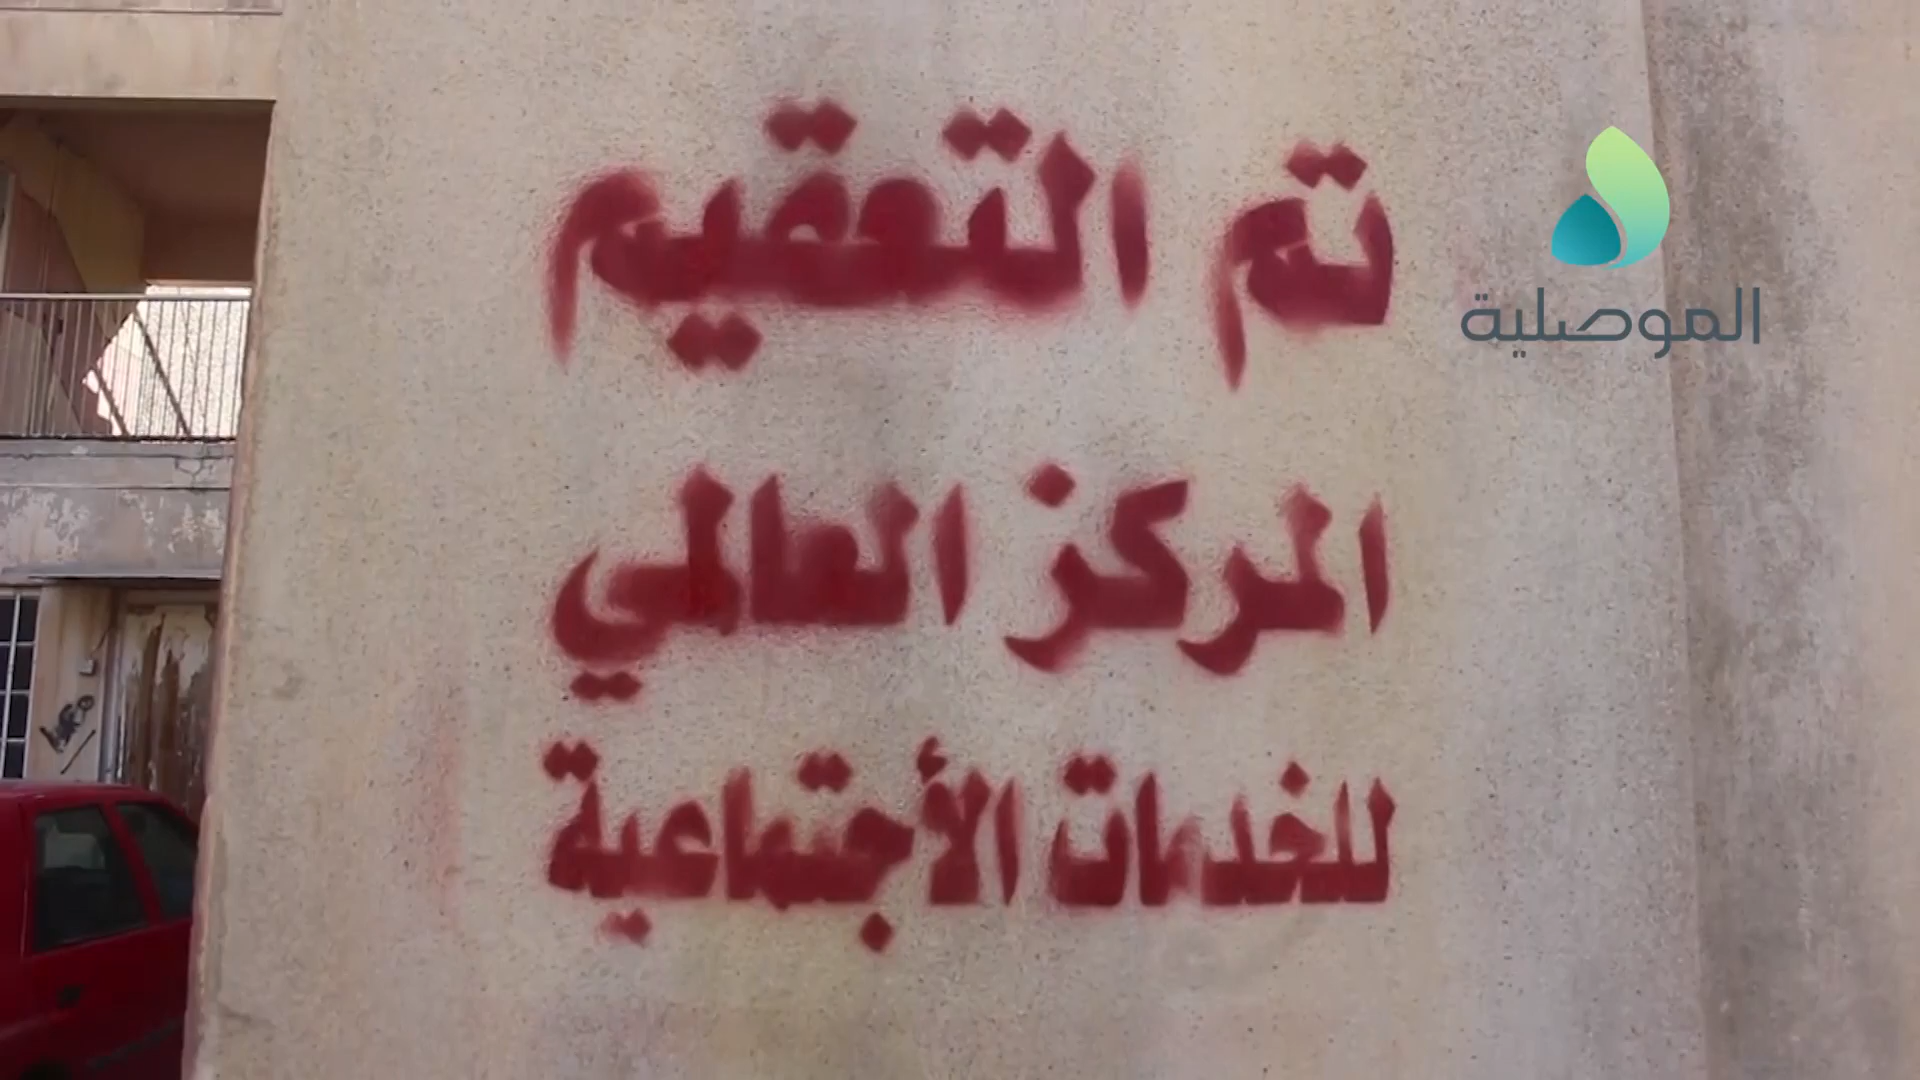 تم التعقيم
المركز العالمي
للخدمات الأجتماعية
الموصلية